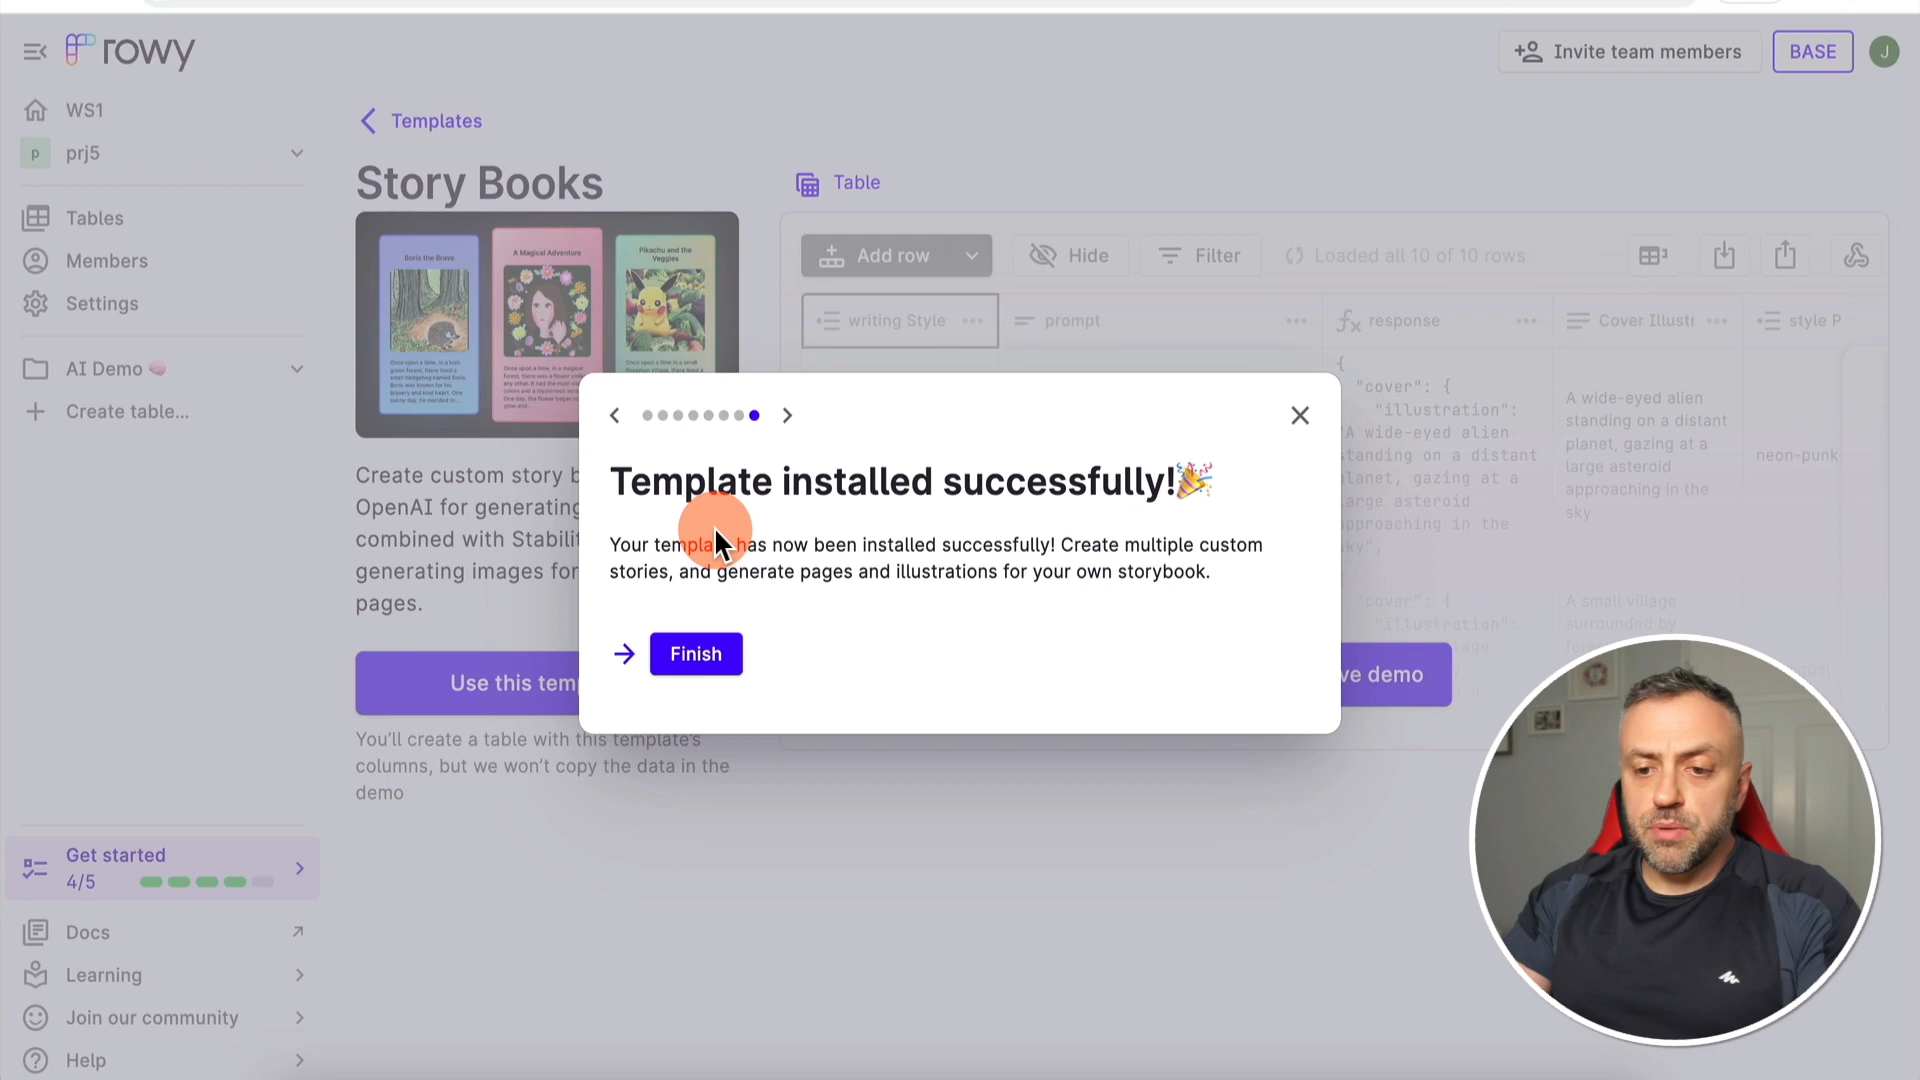 rowy
Invite team members
BASE
J
WS1
p
prj5
Tables
Members
Settings
AI Demo
Create table...
Get started
4/5
Docs
Learning
Join our community
Help
Templates
Story Books
Boris the Brave
A Magical Adventure
Pikachu and the
Veggies
Create custom story b
OpenAI for generating
combined with Stabilit
generating images for
pages.
Use this temp
You'll create a table with this template's
columns, but we won't copy the data in the
demo
Table
Add row
Hide
Filter
Loaded all 10 of 10 rows
writing Style
prompt
response
Cover Illustr
style P
{
"cover": {
"illustration":
"A wide-eyed alien
standing on a distant
planet, gazing at a
large asteroid
approaching in the
sky",
A wide-eyed alien
standing on a distant
planet, gazing at a
large asteroid
approaching in the
sky
neon-punk
"cover": {
"illustration":
A small village
surrounded by
ve demo
Template installed successfully!🎉
Your template has now been installed successfully! Create multiple custom
stories, and generate pages and illustrations for your own storybook.
Finish